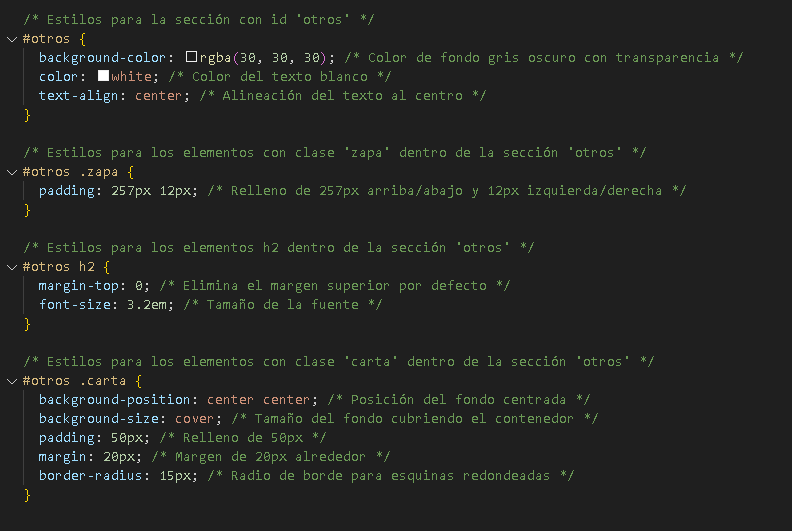 /* Estilos para la sección con id 'otros' */
#otros {
background-color: rgba(30, 30, 30); /* Color de fondo gris oscuro con transparencia */
color: white; /* Color del texto blanco */
text-align: center; /* Alineación del texto al centro */
}
/* Estilos para los elementos con clase 'zapa' dentro de la sección 'otros' */
#otros .zapa {
padding: 257px 12px; /* Relleno de 257px arriba/abajo y 12px izquierda/derecha */
}
/* Estilos para los elementos h2 dentro de la sección 'otros' */
#otros h2 {
margin-top: 0; /* Elimina el margen superior por defecto */
font-size: 3.2em; /* Tamaño de la fuente */
}
/* Estilos para los elementos con clase 'carta' dentro de la sección 'otros' */
#otros .carta {
background-position: center center; /* Posición del fondo centrada */
background-size: cover; /* Tamaño del fondo cubriendo el contenedor */
padding: 50px; /* Relleno de 50px */
margin: 20px; /* Margen de 20px alrededor */
border-radius: 15px; /* Radio de borde para esquinas redondeadas */
}